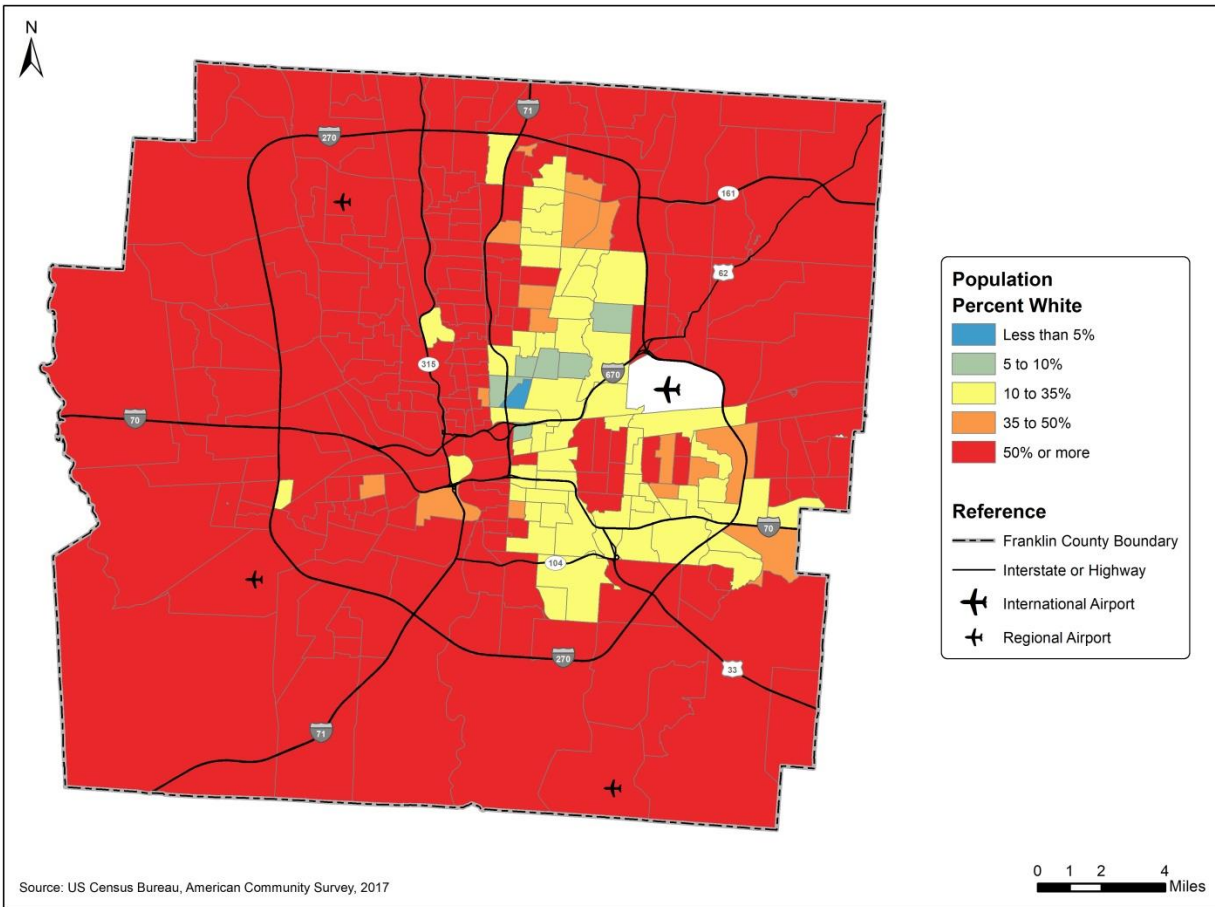 N
71
270
161
62
315
670
70
70
104
270
33
71
Population
Percent White
Less than 5%
5 to 10%
10 to 35%
35 to 50%
50% or more
Reference
Franklin County Boundary
Interstate or Highway
International Airport
Regional Airport
Source: US Census Bureau, American Community Survey, 2017
0 1 2 4
Miles